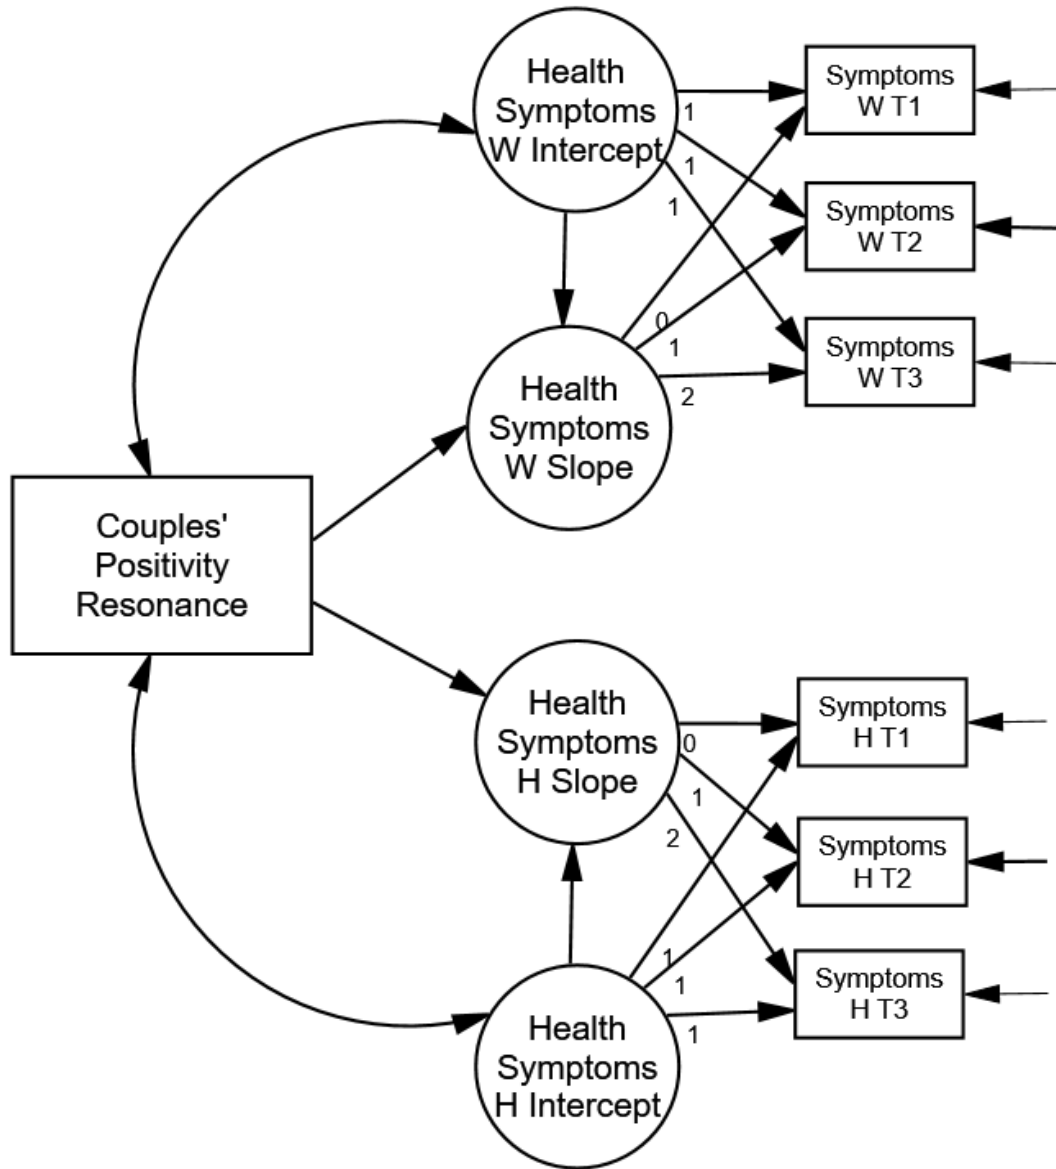 Health
Symptoms
W Intercept
1
1
1
Symptoms
W T1
Symptoms
W T2
Symptoms
W T3
Health
Symptoms
W Slope
0
1
2
Couples'
Positivity
Resonance
Health
Symptoms
H Slope
0
1
2
Symptoms
H T1
Symptoms
H T2
Symptoms
H T3
Health
Symptoms
H Intercept
1
1
1